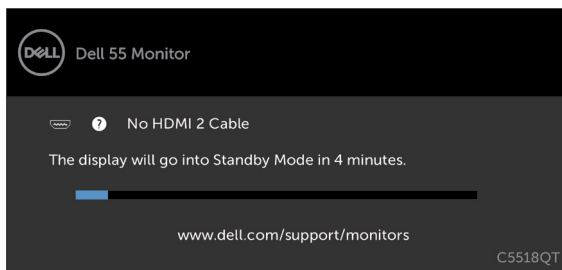 DELL Dell 55 Monitor
? No HDMI 2 Cable
The display will go into Standby Mode in 4 minutes.
www.dell.com/support/monitors
C5518QT